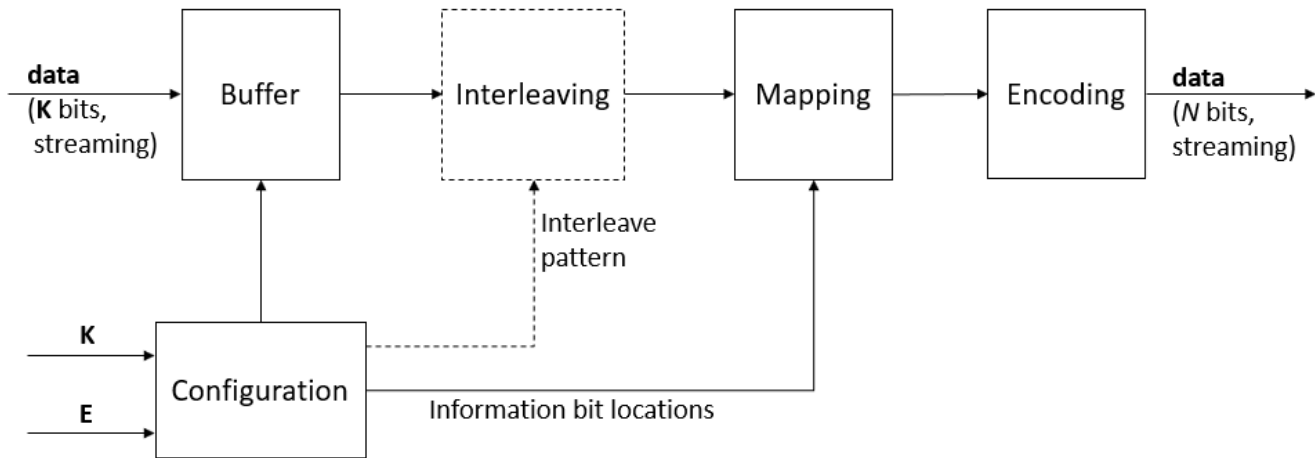 data
(K bits,
streaming)
Buffer
Interleaving
Mapping
Encoding
data
(N bits,
streaming)
Interleave
pattern
K
E
Configuration
Information bit locations